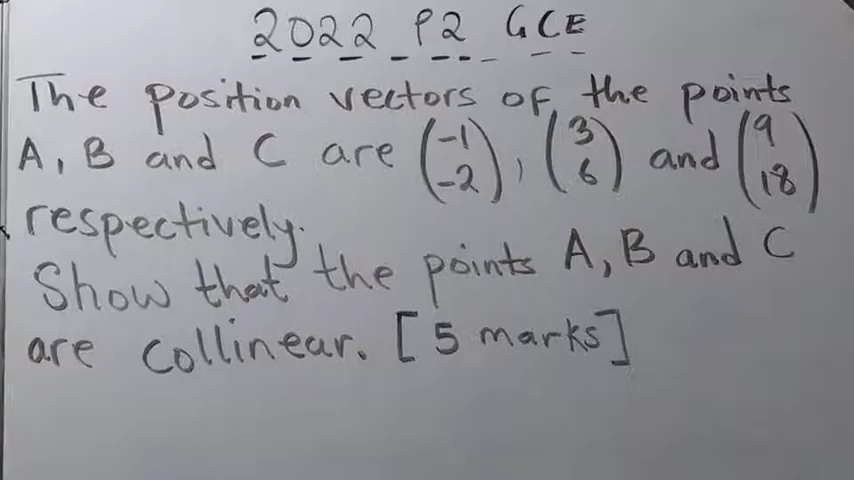 2022 P2 GCE
The position vectors of the points
A, B and C are (-1 -2), (3 6) and (9 18)
respectively.
Show that the points A, B and C
are collinear. [5 marks]